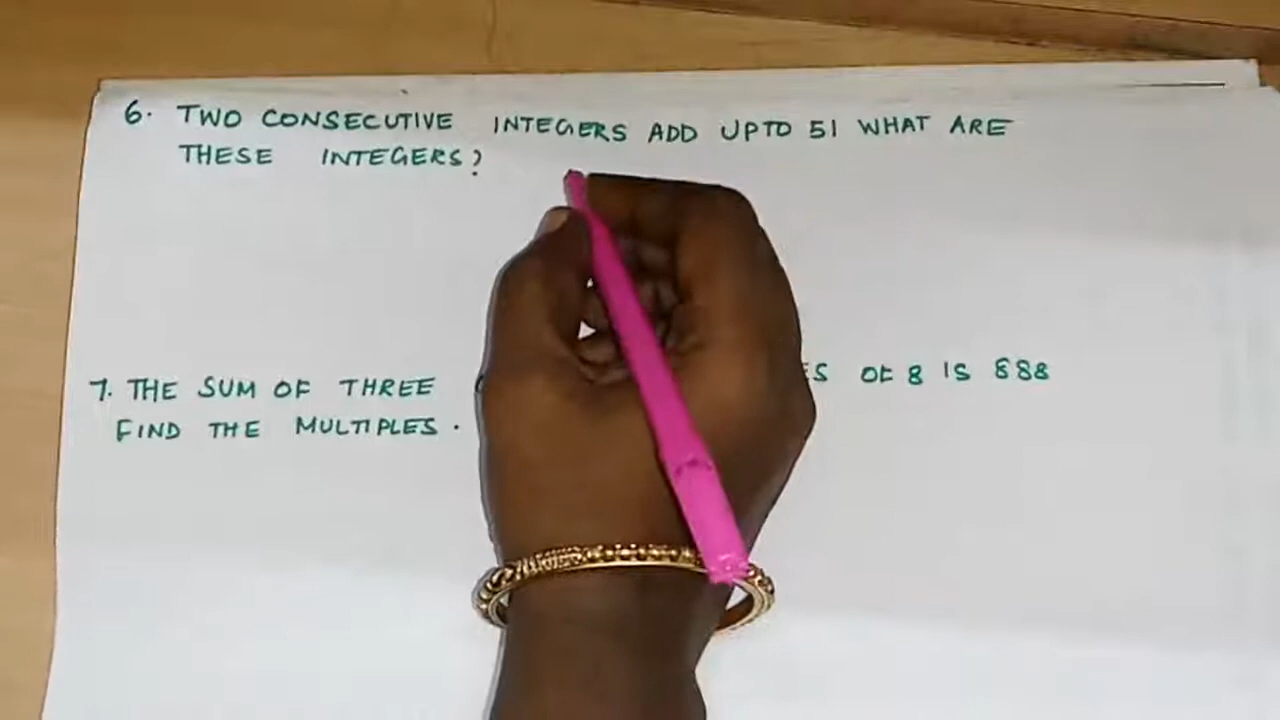 6. TWO CONSECUTIVE INTEGERS ADD UPTO 51 WHAT ARE
THESE INTEGERS?
7. THE SUM OF THREE OF 8 IS 888
FIND THE MULTIPLES.